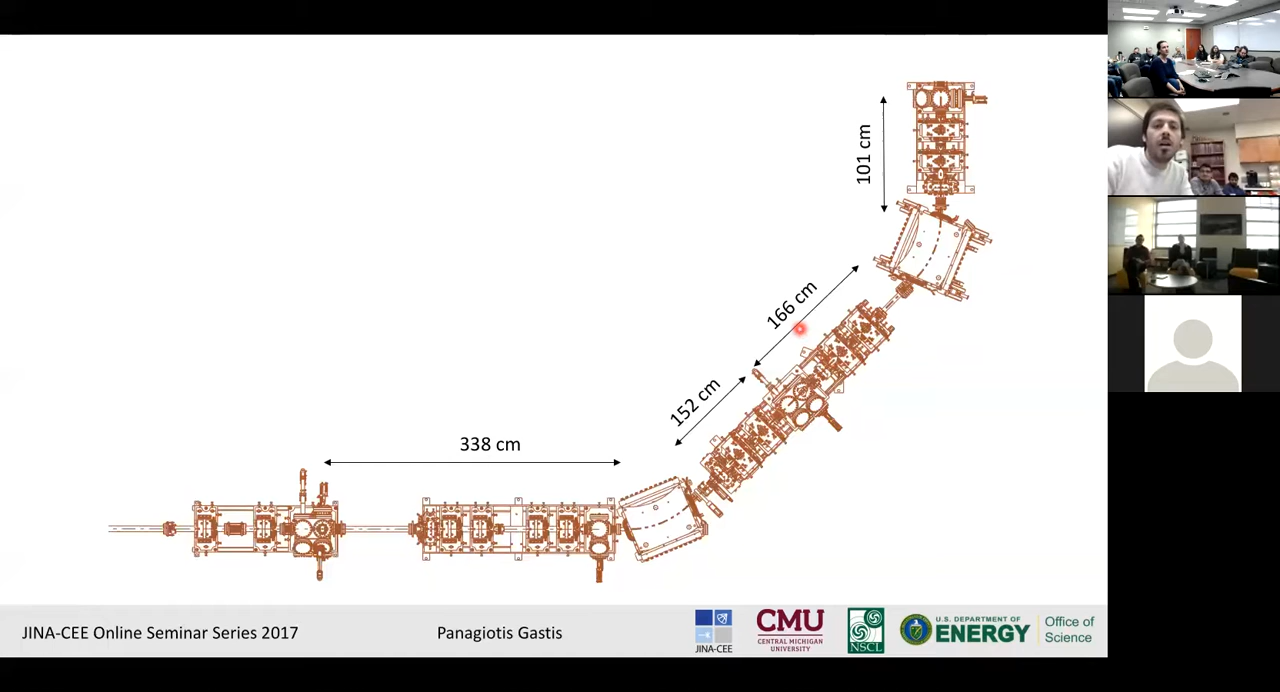 101 cm
166 cm
152 cm
338 cm
JINA-CEE Online Seminar Series 2017
Panagiotis Gastis
JINA-CEE
CMU
CENTRAL MICHIGAN
UNIVERSITY
NSCL
U.S. DEPARTMENT OF
ENERGY
Office of
Science